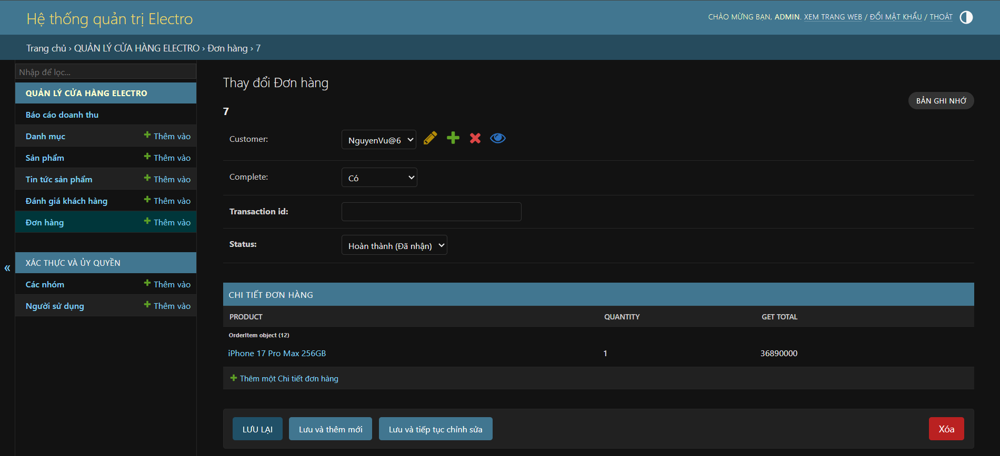 Hệ thống quản trị Electro
CHÀO MỪNG BẠN, ADMIN. XEM TRANG WEB / ĐỔI MẬT KHẨU / THOÁT
Trang chủ › QUẢN LÝ CỬA HÀNG ELECTRO › Đơn hàng › 7
Nhập để lọc...
QUẢN LÝ CỬA HÀNG ELECTRO
Báo cáo doanh thu
Danh mục Thêm vào
Sản phẩm Thêm vào
Tin tức sản phẩm Thêm vào
Đánh giá khách hàng Thêm vào
Đơn hàng Thêm vào
XÁC THỰC VÀ ỦY QUYỀN
Các nhóm Thêm vào
Người sử dụng Thêm vào
«
Thay đổi Đơn hàng
BẢN GHI NHỚ
7
Customer: NguyenVu@6
Complete: Có
Transaction id:
Status: Hoàn thành (Đã nhận)
CHI TIẾT ĐƠN HÀNG
PRODUCT QUANTITY GET TOTAL
OrderItem object (12)
iPhone 17 Pro Max 256GB 1 36890000
Thêm một Chi tiết đơn hàng
LƯU LẠI Lưu và thêm mới Lưu và tiếp tục chỉnh sửa Xóa